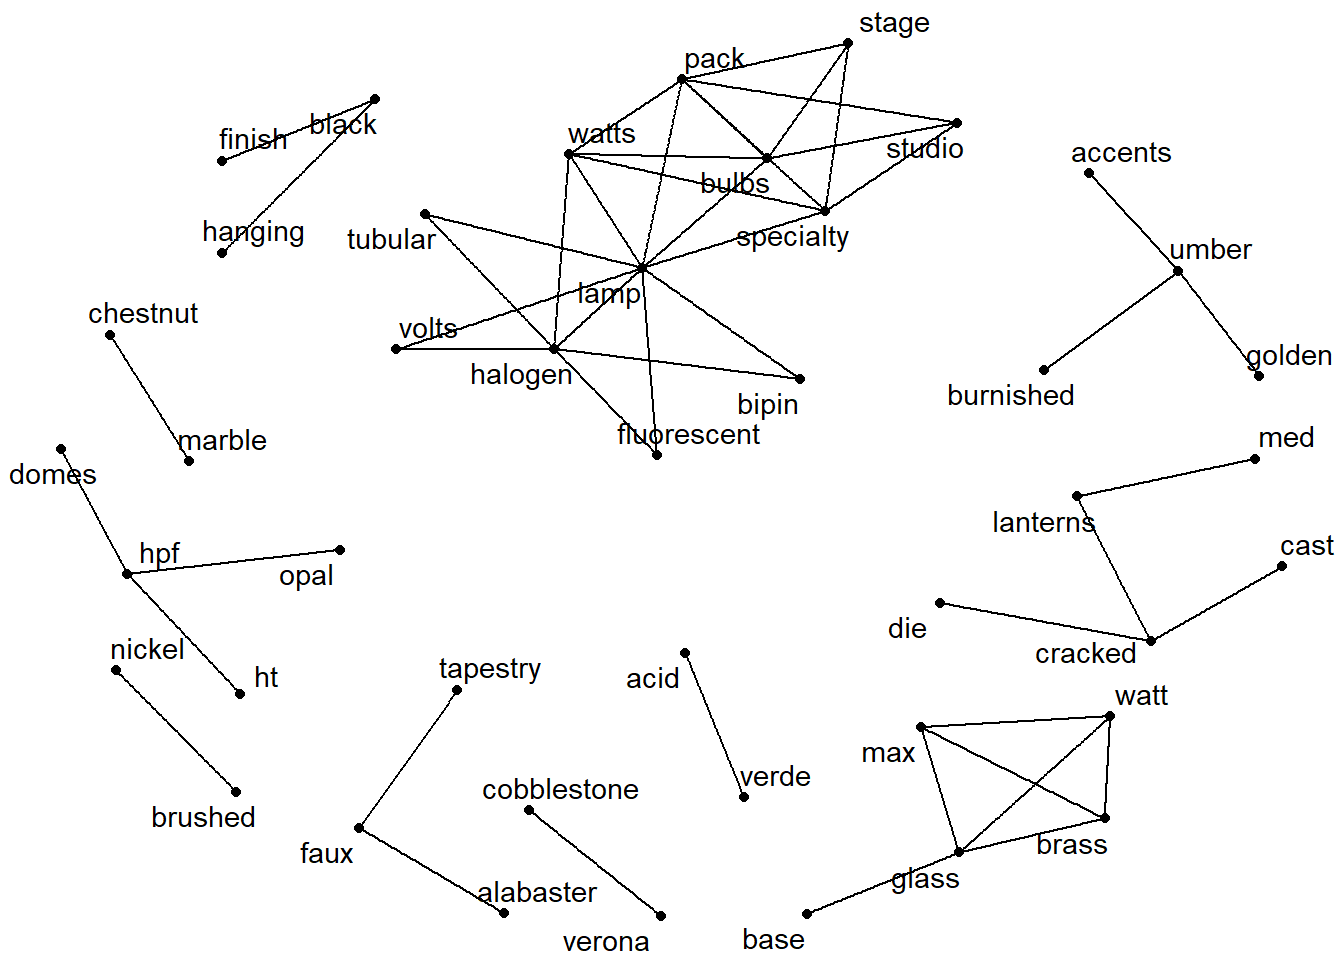 stage
pack
black
finish
watts
studio
accents
bulbs
hanging
tubular
specialty
umber
lamp
chestnut
volts
golden
halogen
burnished
bipin
fluorescent
med
marble
domes
lanterns
hpf
opal
cast
die
nickel
cracked
ht
tapestry
acid
watt
max
verde
cobblestone
brushed
faux
brass
glass
alabaster
verona
base